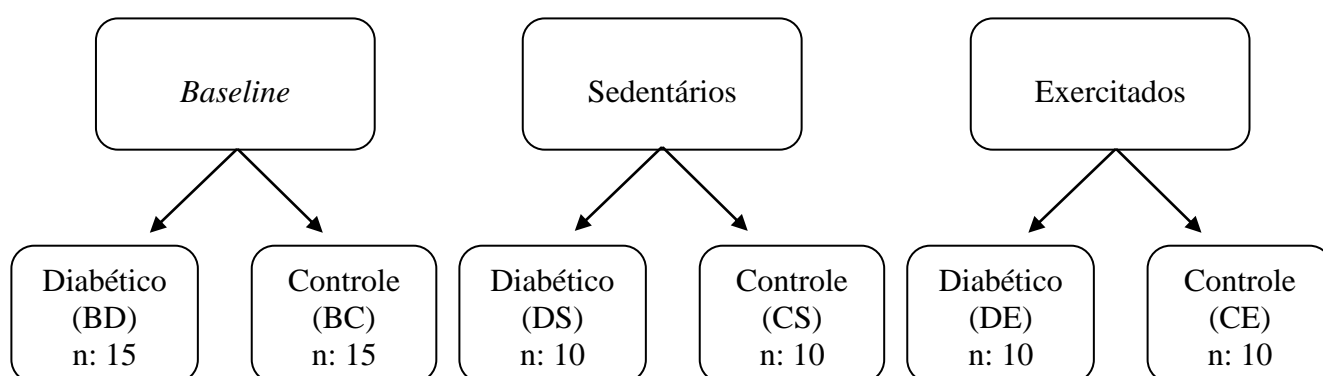 Baseline
Sedentários
Exercitados
Diabético
(BD)
n: 15
Controle
(BC)
n: 15
Diabético
(DS)
n: 10
Controle
(CS)
n: 10
Diabético
(DE)
n: 10
Controle
(CE)
n: 10